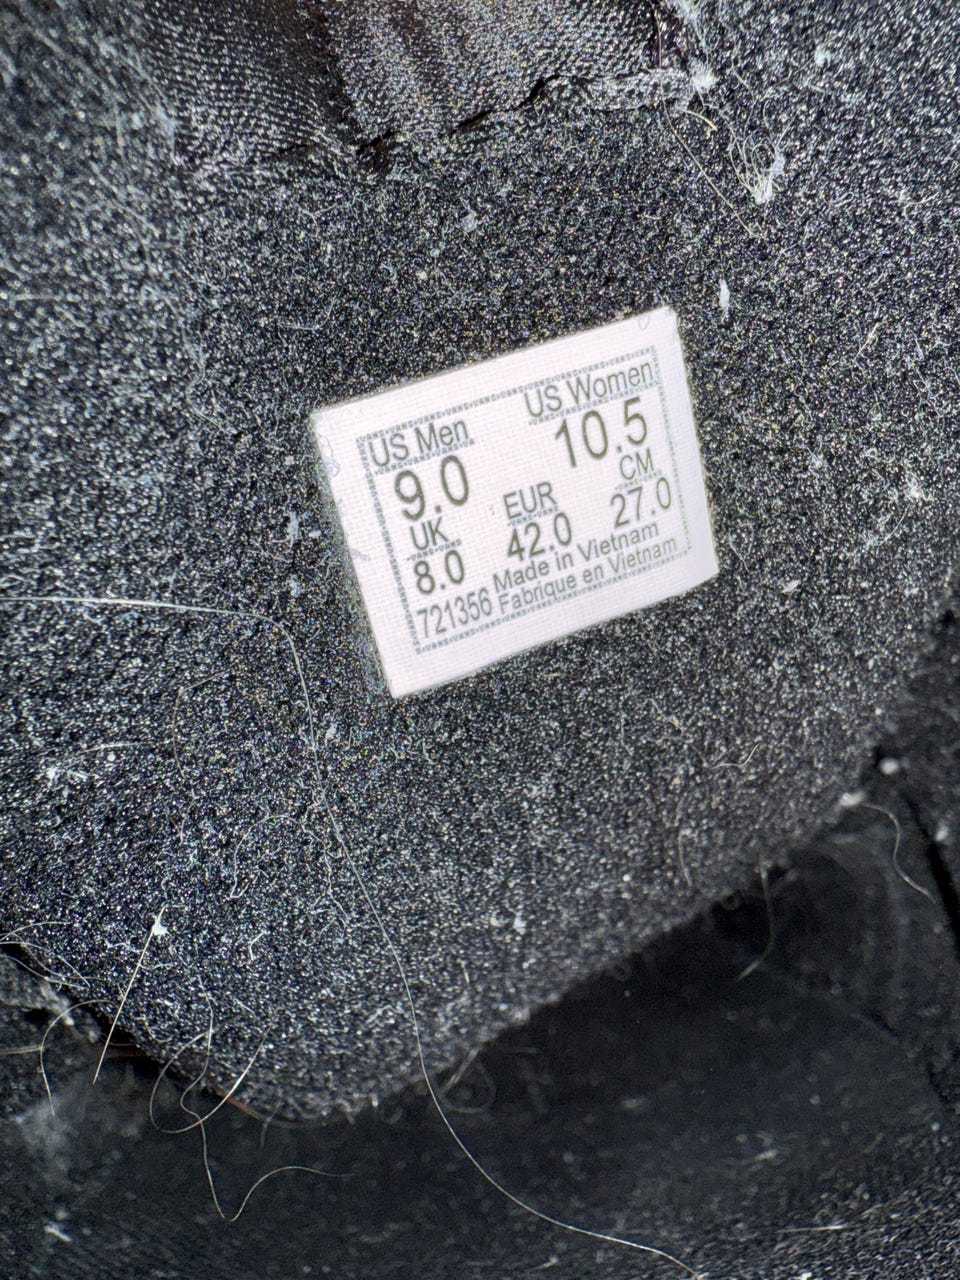 US Men US Women
9.0 10.5
UK EUR CM
8.0 42.0 27.0
721356 Made in Vietnam
Fabrique en Vietnam